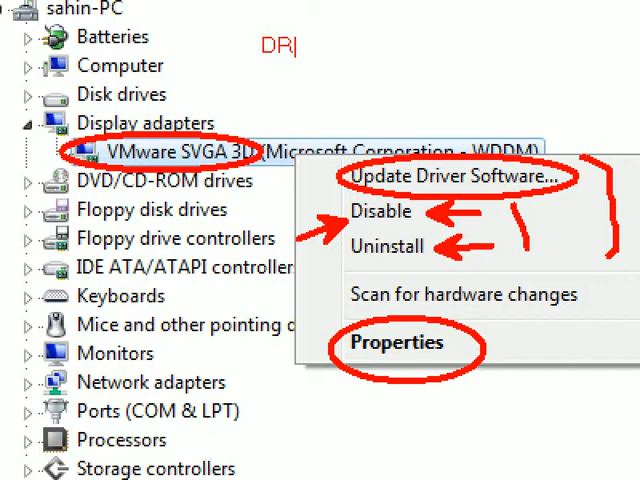 sahin-PC
Batteries
DRI
Computer
Disk drives
Display adapters
VMware SVGA 3D (Microsoft Corporation - WDDM)
Update Driver Software...
DVD/CD-ROM drives
Disable
Floppy disk drives
Floppy drive controllers
Uninstall
IDE ATA/ATAPI controllers
Scan for hardware changes
Keyboards
Mice and other pointing d
Properties
Monitors
Network adapters
Ports (COM & LPT)
Processors
Storage controllers